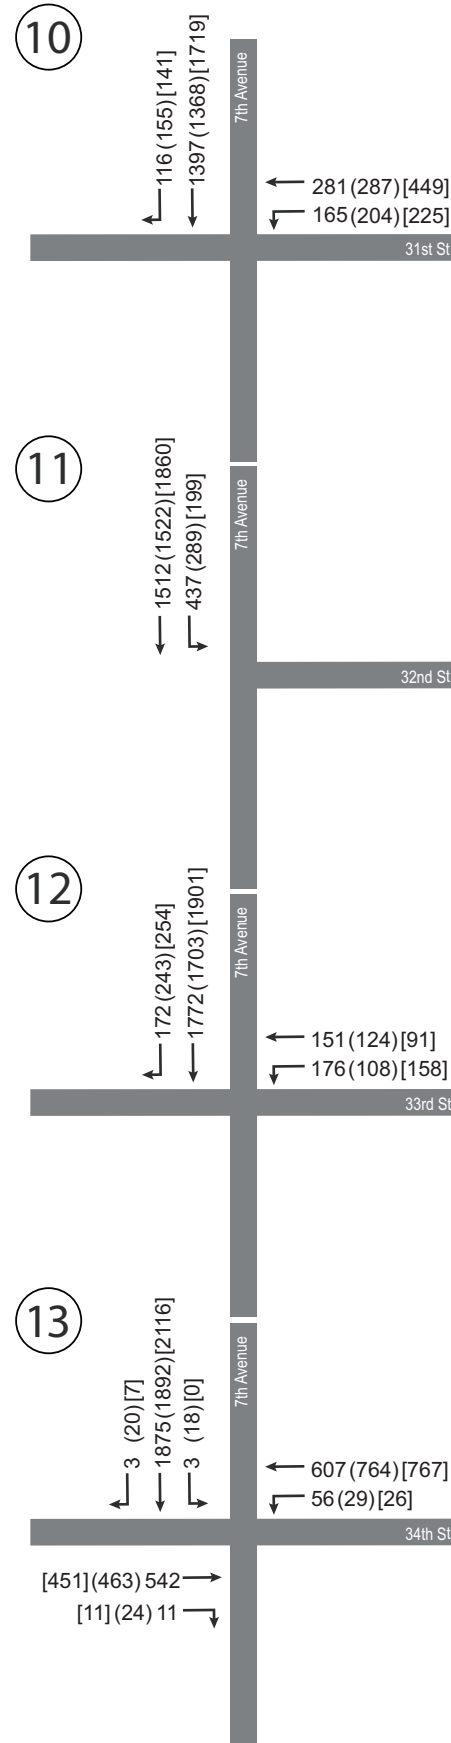 10
116 (155) [141]
1397 (1368) [1719]
7th Avenue
281 (287) [449]
165 (204) [225]
31st St
11
1512 (1522) [1860]
437 (289) [199]
7th Avenue
32nd St
12
172 (243) [254]
1772 (1703) [1901]
7th Avenue
151 (124) [91]
176 (108) [158]
33rd St
13
3 (20) [7]
1875 (1892) [2116]
3 (18) [0]
7th Avenue
607 (764) [767]
56 (29) [26]
34th St
[451] (463) 542
[11] (24) 11